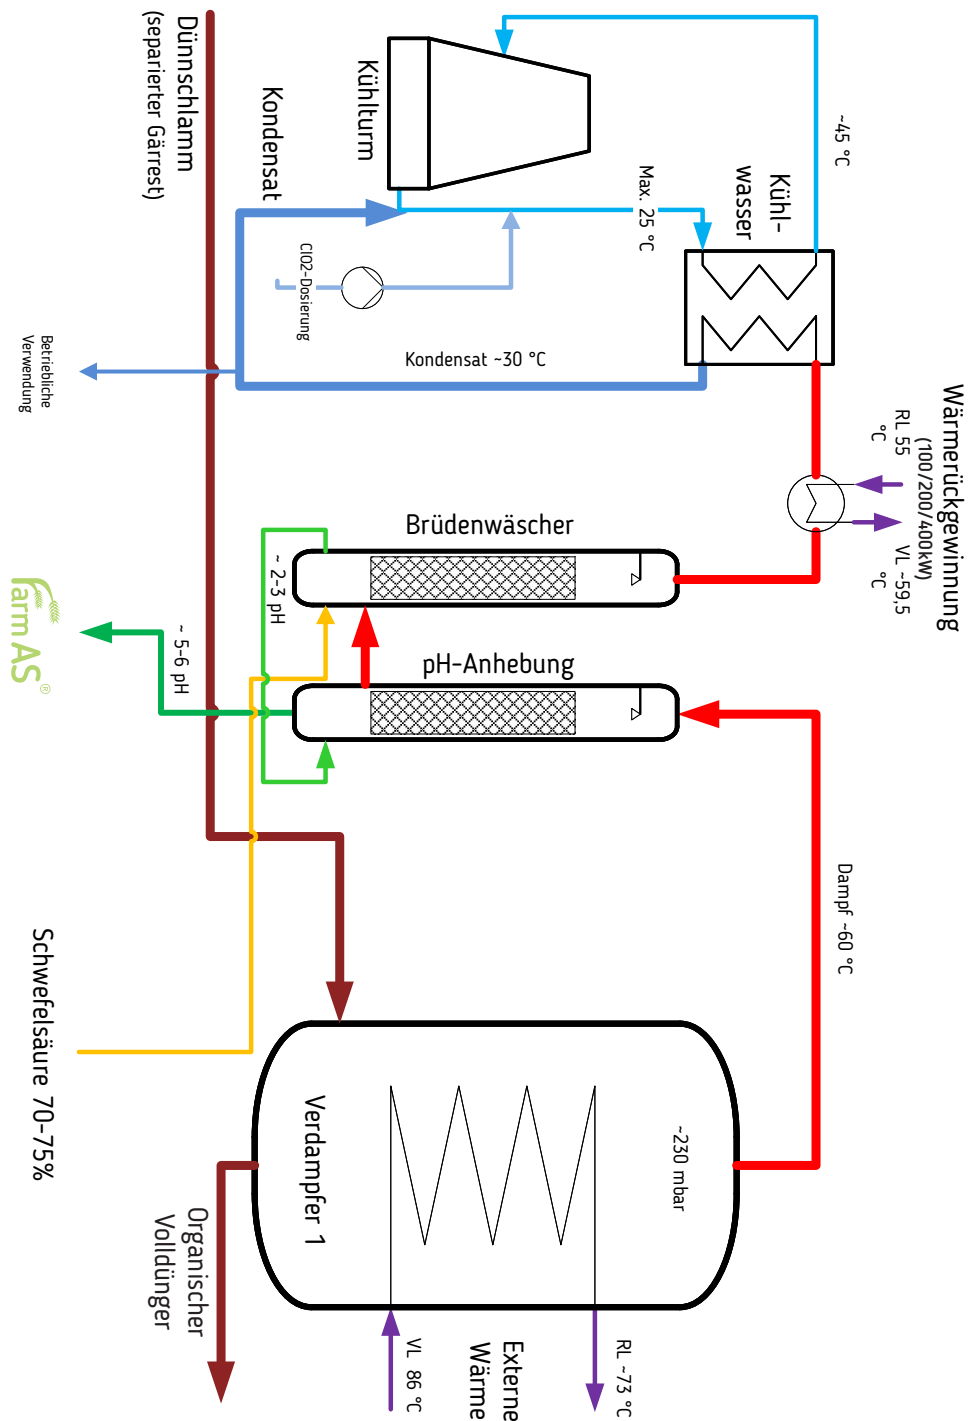 Wärmerückgewinnung
(100/200/400kW)
RL 55
°C
VL ~59,5
°C
~45 °C
Kühl-
wasser
Max. 25 °C
Kühlturm
Kondensat
ClO2-Dosierung
Dünnschlamm
(separierter Gärrest)
Kondensat ~30 °C
Betriebliche
Verwendung
Brüdenwäscher
~ 2-3 pH
pH-Anhebung
~ 5-6 pH
farm AS®
Dampf ~60 °C
Schwefelsäure 70-75%
~230 mbar
Verdampfer 1
Organischer
Volldünger
Externe
Wärme
VL 86 °C
RL ~73 °C